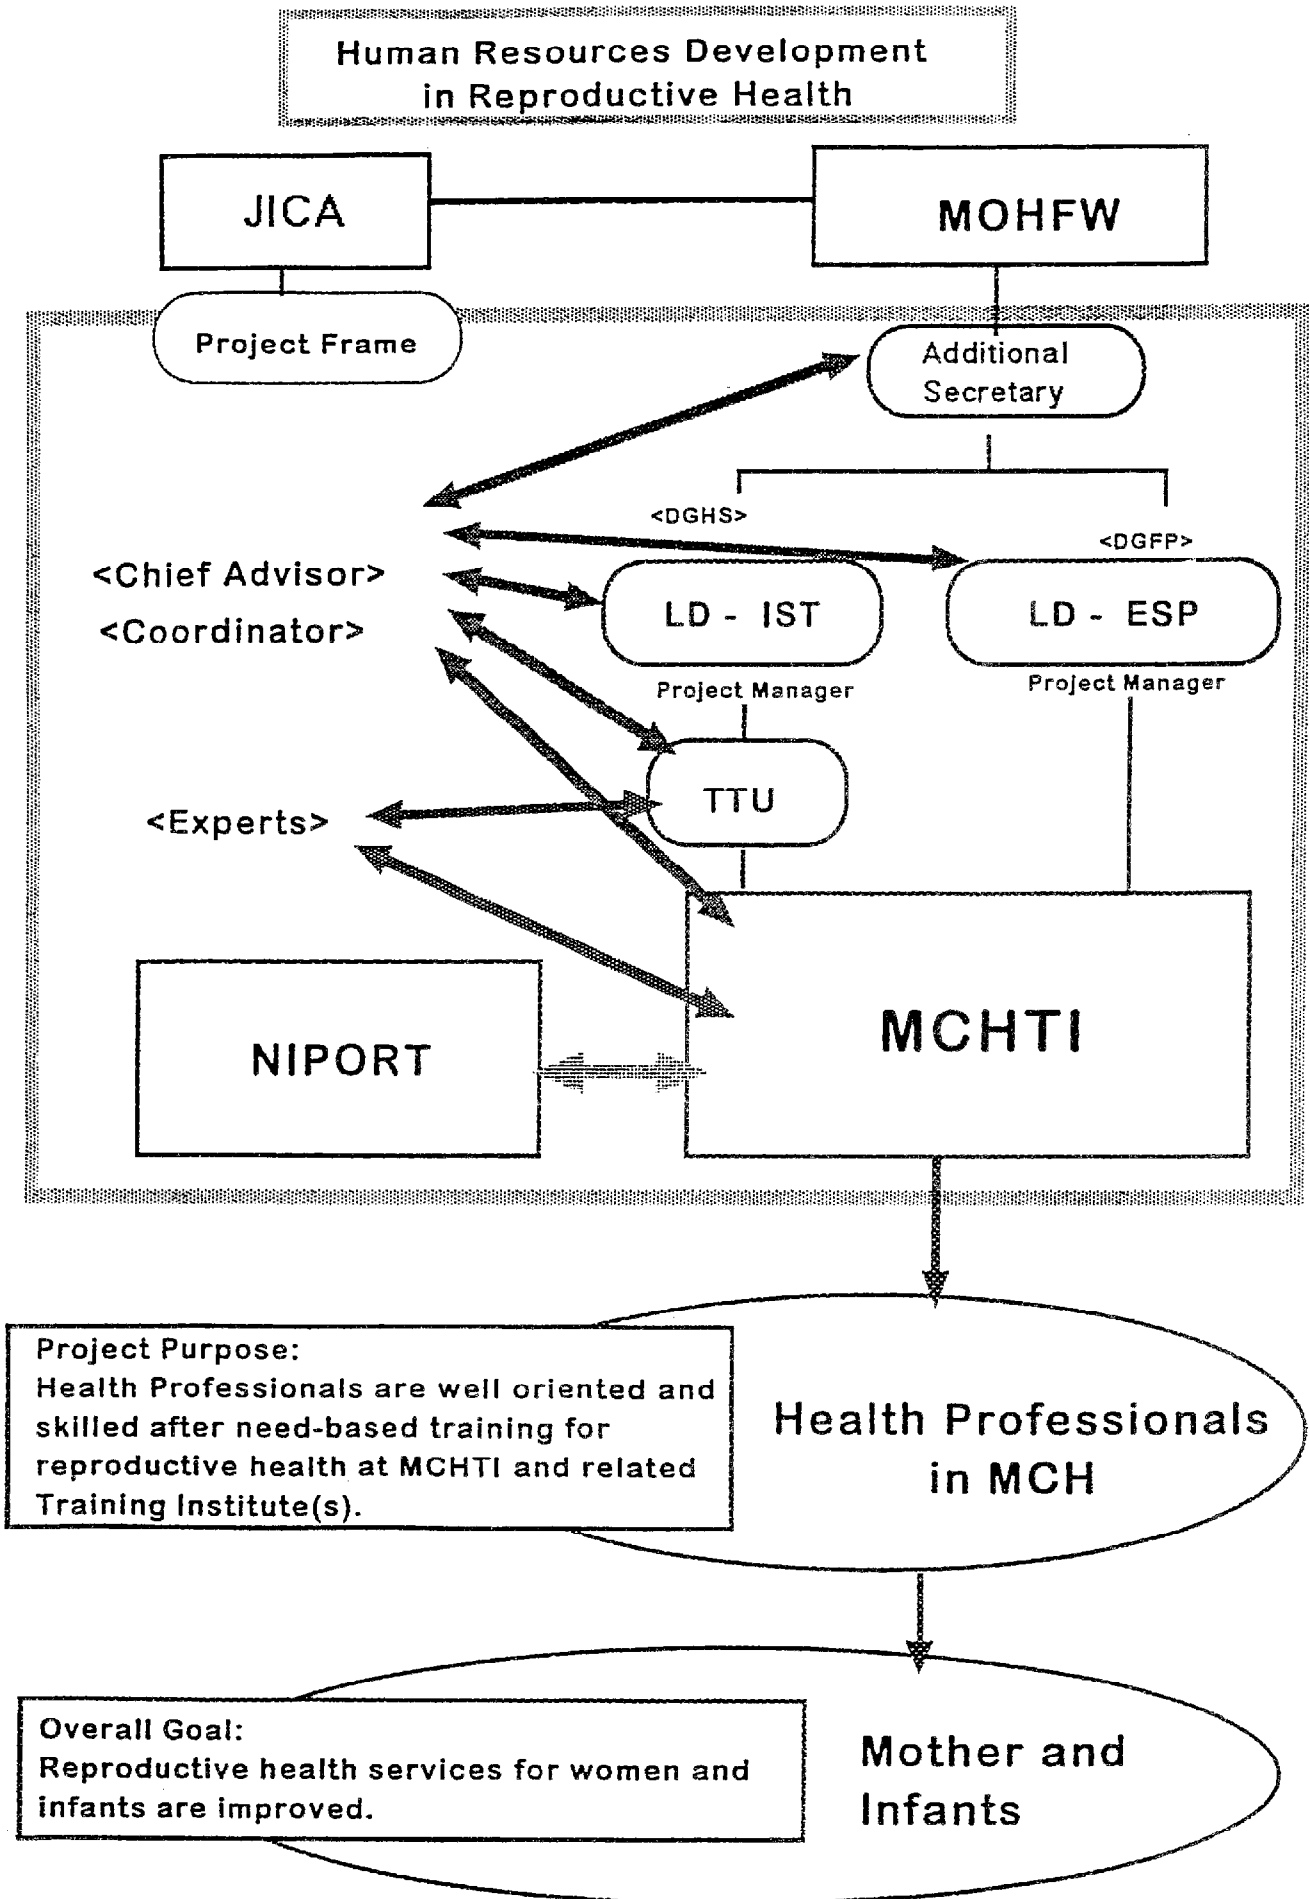 Human Resources Development
in Reproductive Health
JICA
MOHFW
Project Frame
Additional
Secretary
<DGHS>
<DGFP>
<Chief Advisor>
<Coordinator>
LD - IST
LD - ESP
Project Manager
Project Manager
TTU
<Experts>
NIPORT
MCHTI
Project Purpose:
Health Professionals are well oriented and
skilled after need-based training for
reproductive health at MCHTI and related
Training Institute(s).
Health Professionals
in MCH
Overall Goal:
Reproductive health services for women and
infants are improved.
Mother and
Infants